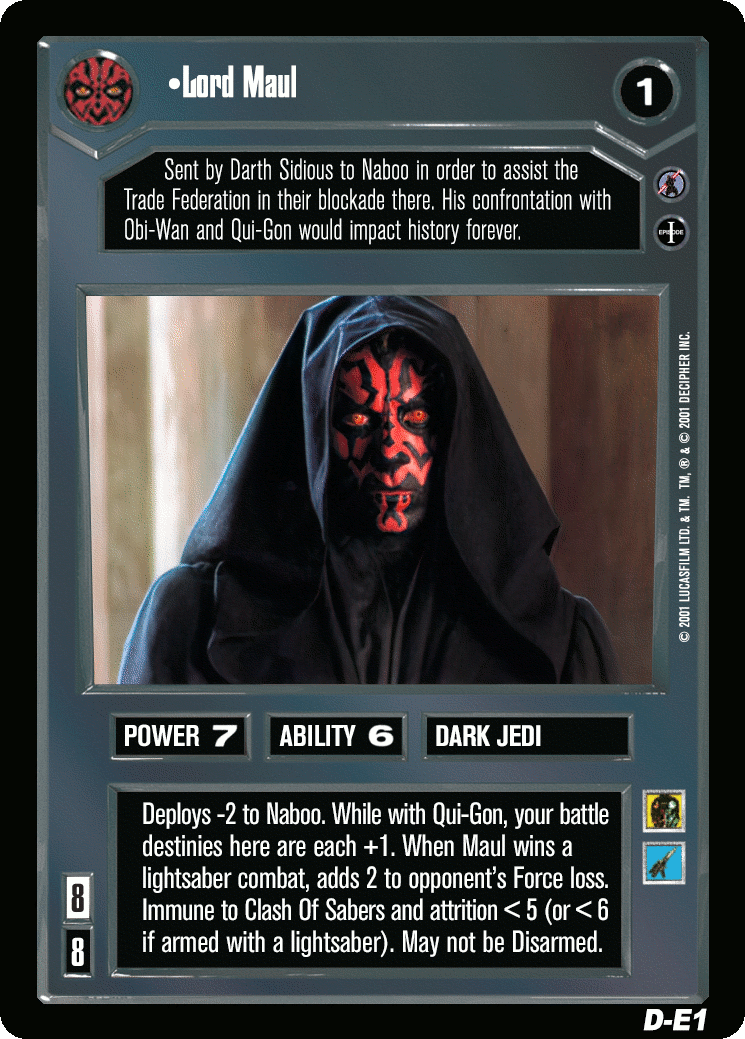 •Lord Maul
1
Sent by Darth Sidious to Naboo in order to assist the
Trade Federation in their blockade there. His confrontation with
Obi-Wan and Qui-Gon would impact history forever.
EPISODE
I
© 2001 LUCASFILM LTD. & TM. TM, ® & © 2001 DECIPHER INC.
POWER 7
ABILITY 6
DARK JEDI
Deploys -2 to Naboo. While with Qui-Gon, your battle
destinies here are each +1. When Maul wins a
lightsaber combat, adds 2 to opponent’s Force loss.
Immune to Clash Of Sabers and attrition < 5 (or < 6
if armed with a lightsaber). May not be Disarmed.
8
8
D-E1